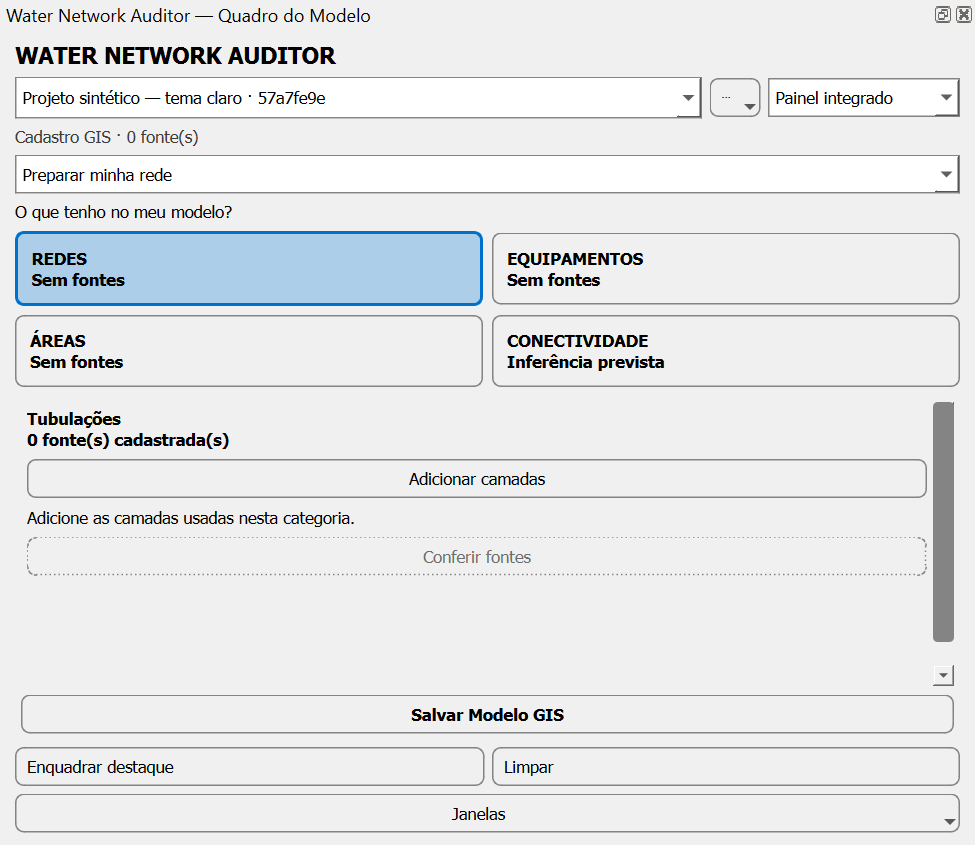 Water Network Auditor — Quadro do Modelo
WATER NETWORK AUDITOR
Projeto sintético — tema claro · 57a7fe9e
...
Painel integrado
Cadastro GIS · 0 fonte(s)
Preparar minha rede
O que tenho no meu modelo?
REDES
Sem fontes
EQUIPAMENTOS
Sem fontes
ÁREAS
Sem fontes
CONECTIVIDADE
Inferência prevista
Tubulações
0 fonte(s) cadastrada(s)
Adicionar camadas
Adicione as camadas usadas nesta categoria.
Conferir fontes
Salvar Modelo GIS
Enquadrar destaque
Limpar
Janelas